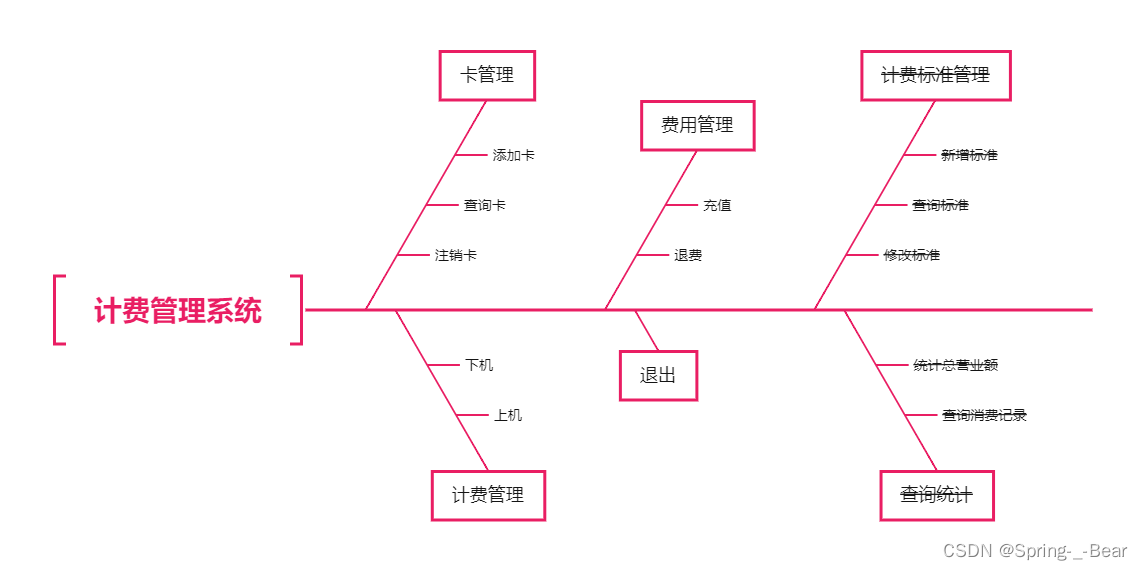 卡管理
添加卡
查询卡
注销卡
费用管理
充值
退费
计费标准管理
新增标准
查询标准
修改标准
计费管理系统
下机
上机
计费管理
退出
统计总营业额
查询消费记录
查询统计
CSDN @Spring-_-Bear